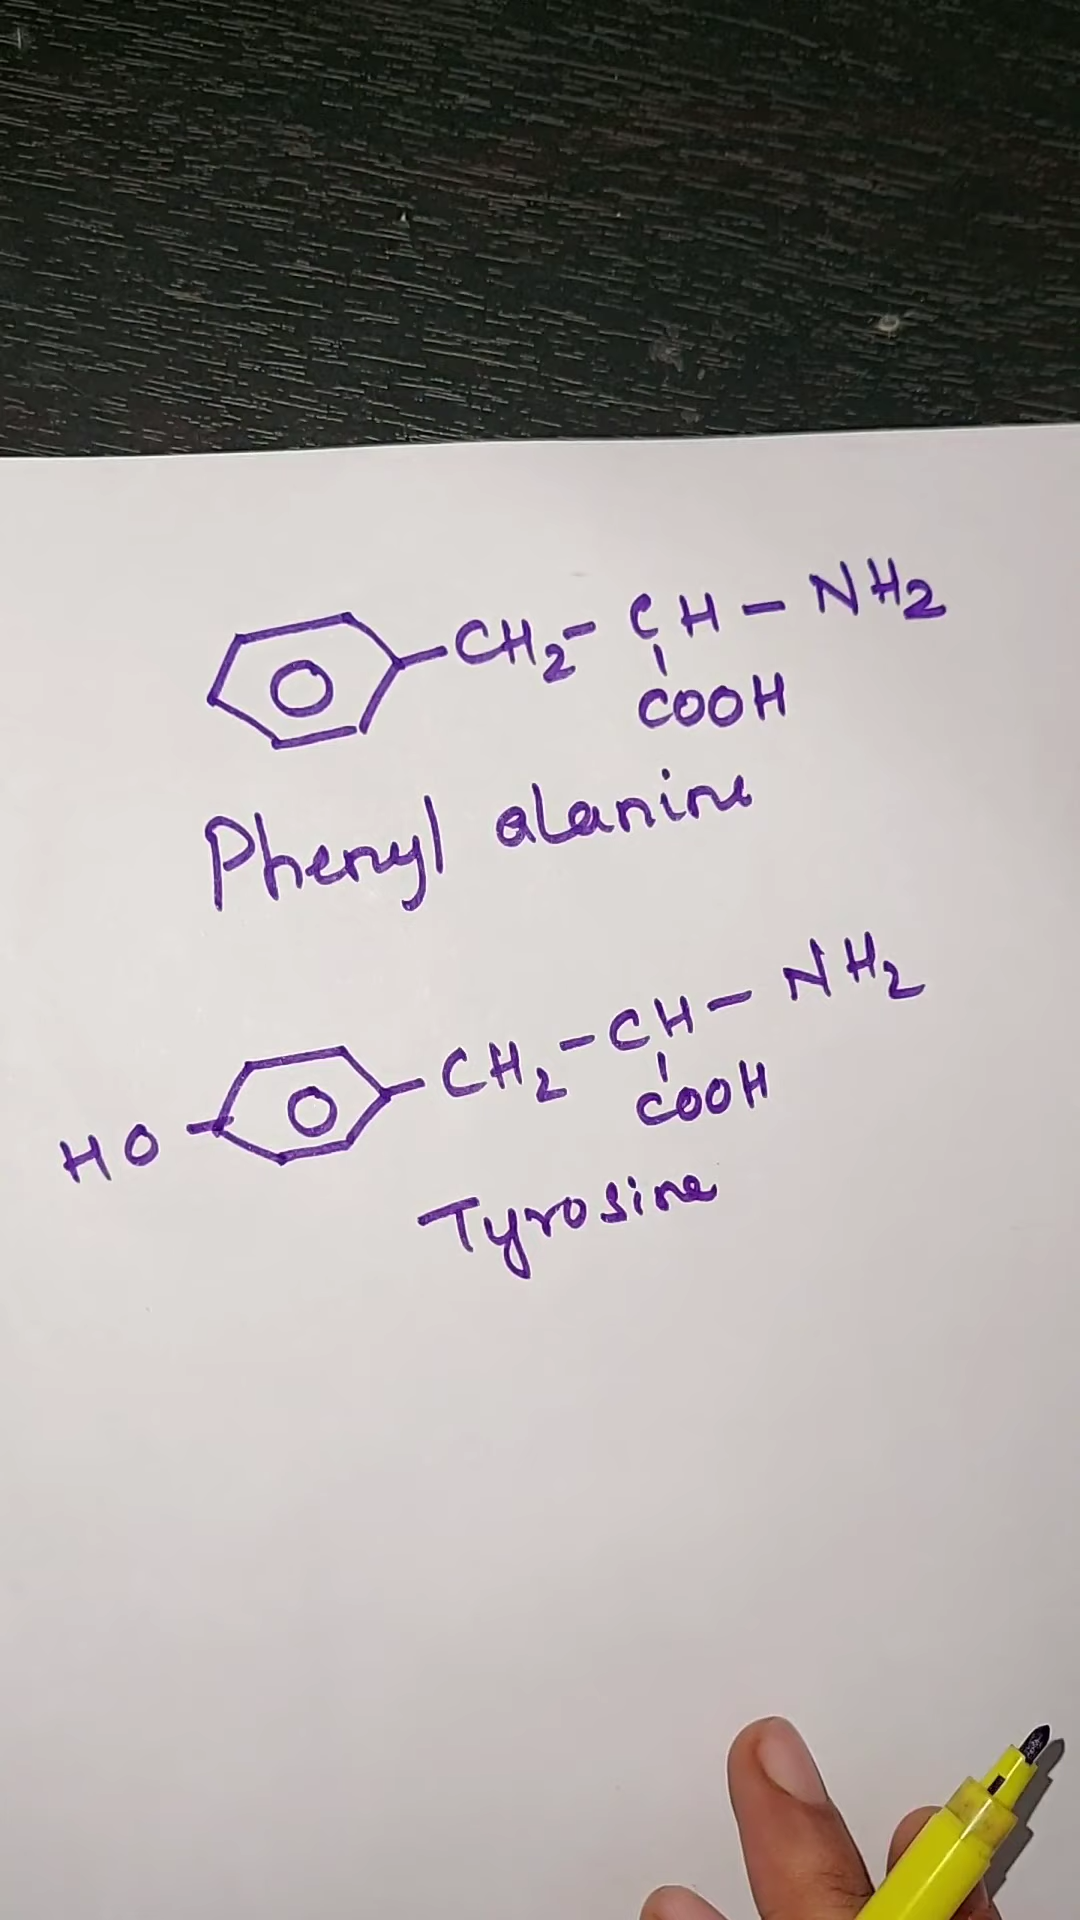 CH2 - CH - NH2
COOH
Phenyl alanine
HO - CH2 - CH - NH2
COOH
Tyrosine